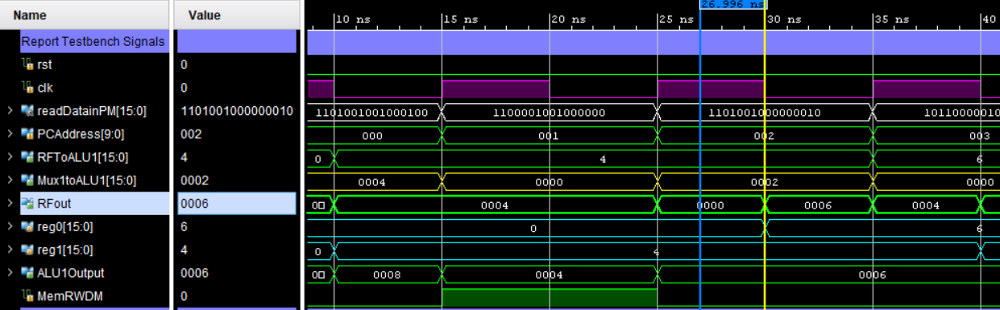 Name Value 26.996 ns
10 ns 15 ns 20 ns 25 ns 30 ns 35 ns 40
Report Testbench Signals
rst 0
clk 0
readDatainPM[15:0] 1101001000000010 1101001001000100 1100001001000000 1101001000000010 10110000010
PCAddress[9:0] 002 000 001 002 003
RFToALU1[15:0] 4 0 4 6
Mux1toALU1[15:0] 0002 0004 0000 0002 0000
RFout 0006 0□ 0004 0000 0006 0004
reg0[15:0] 6 0 6
reg1[15:0] 4 0 4
ALU1Output 0006 0□ 0008 0004 0006
MemRWDM 0